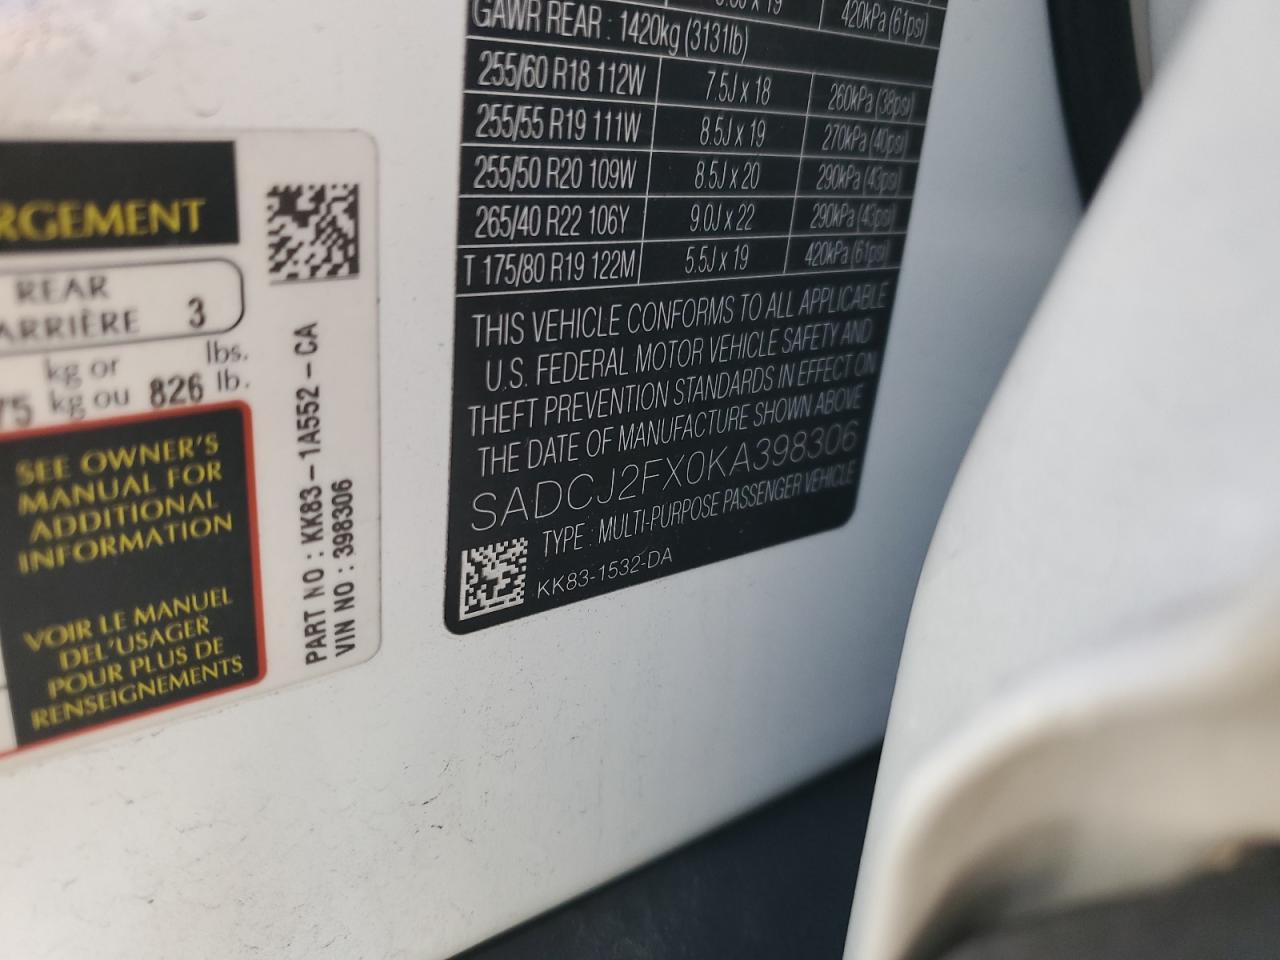 RGEMENT
REAR
ARRIÈRE 3
kg or lbs.
75 kg ou 826 lb.
SEE OWNER'S
MANUAL FOR
ADDITIONAL
INFORMATION
VOIR LE MANUEL
DEL'USAGER
POUR PLUS DE
RENSEIGNEMENTS
PART NO : KK83-1A552-CA
VIN NO : 398306
x 19 420kPa (61psi)
GAWR REAR : 1420kg (3131lb)
255/60 R18 112W 7.5J x 18 260kPa (38psi)
255/55 R19 111W 8.5J x 19 270kPa (40psi)
255/50 R20 109W 8.5J x 20 290kPa (43psi)
265/40 R22 106Y 9.0J x 22 290kPa (43psi)
T 175/80 R19 122M 5.5J x 19 420kPa (61psi)
THIS VEHICLE CONFORMS TO ALL APPLICABLE
U.S. FEDERAL MOTOR VEHICLE SAFETY AND
THEFT PREVENTION STANDARDS IN EFFECT ON
THE DATE OF MANUFACTURE SHOWN ABOVE
SADCJ2FX0KA398306
TYPE : MULTI-PURPOSE PASSENGER VEHICLE
KK83-1532-DA